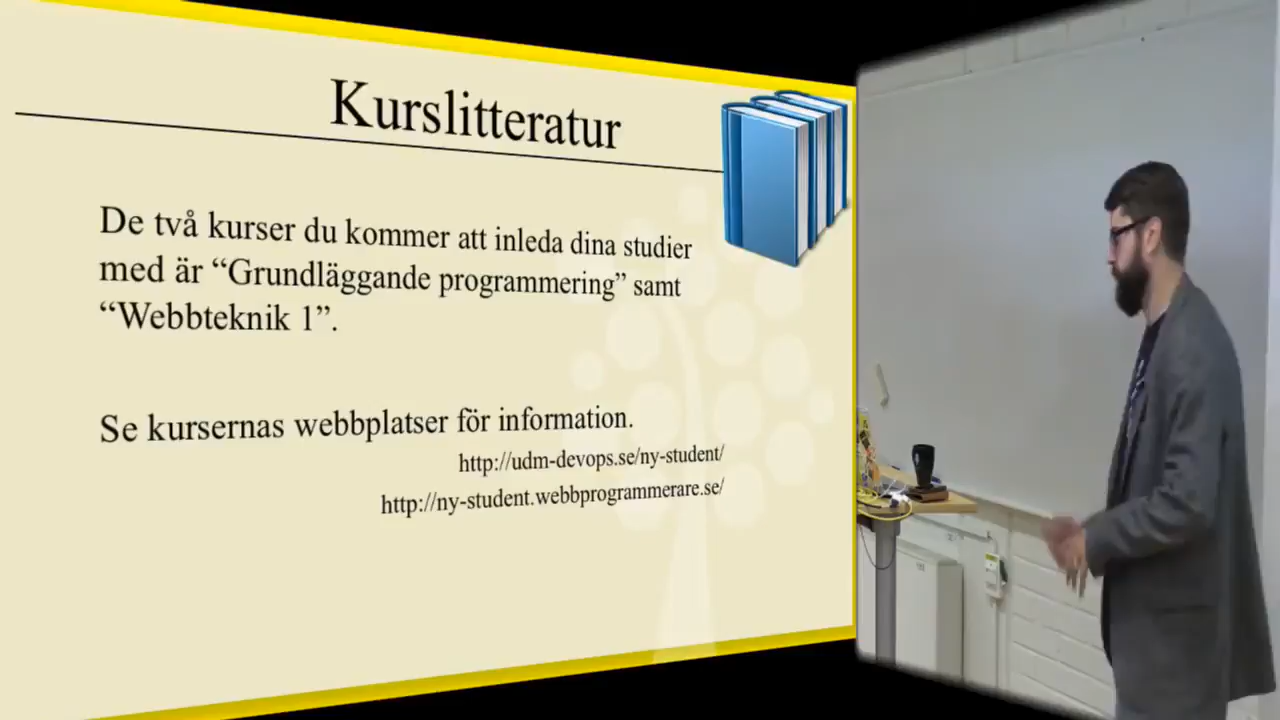 Kurslitteratur
De två kurser du kommer att inleda dina studier
med är “Grundläggande programmering” samt
“Webbteknik 1”.
Se kursernas webbplatser för information.
http://udm-devops.se/ny-student/
http://ny-student.webbprogrammerare.se/